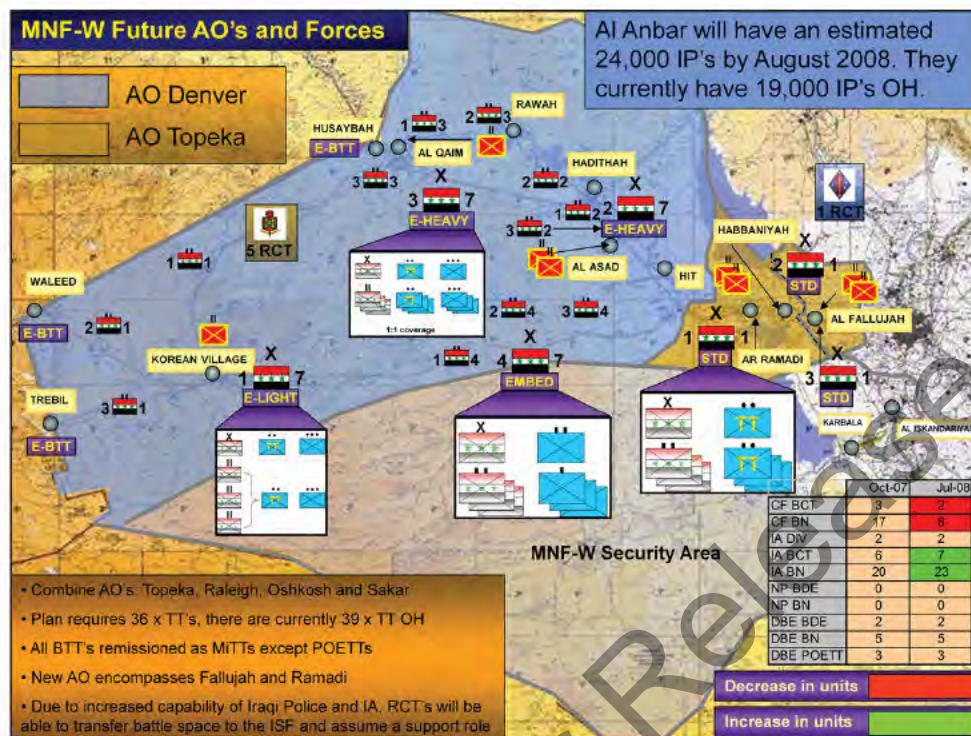 MNF-W Future AO's and Forces
Al Anbar will have an estimated
24,000 IP's by August 2008. They
currently have 19,000 IP's OH.
AO Denver
AO Topeka
HUSAYBAH
E-BTT
AL QAIM
RAWAH
1 3
2 3
3 3
II
HADITHAH
2 2
1 2
3 2
X
3 7
E-HEAVY
X
2 7
E-HEAVY
5 RCT
1 RCT
AL ASAD
HIT
HABBANIYAH
X
2 1
STD
AL FALLUJAH
WALEED
E-BTT
1 1
2 1
3 1
KOREAN VILLAGE
II
X
1 7
E-LIGHT
TREBIL
E-BTT
1:1 coverage
2 4
3 4
1 4
X
4 7
EMBED
X
1 1
STD
AR RAMADI
X
3 1
STD
KARBALA
AL ISKANDARIYAH
X
II
X
II
II
II
X
X
MNF-W Security Area
Oct-07 Jul-08
CF BCT 3 2
CF BN 17 8
IA DIV 2 2
IA BCT 6 7
IA BN 20 23
NP BDE 0 0
NP BN 0 0
DBE BDE 2 2
DBE BN 5 5
DBE POETT 3 3
Decrease in units
Increase in units
• Combine AO's: Topeka, Raleigh, Oshkosh and Sakar
• Plan requires 36 x TT's, there are currently 39 x TT OH
• All BTT's remissioned as MiTTs except POETTs
• New AO encompasses Fallujah and Ramadi
• Due to increased capability of Iraqi Police and IA, RCT's will be
able to transfer battle space to the ISF and assume a support role
Release